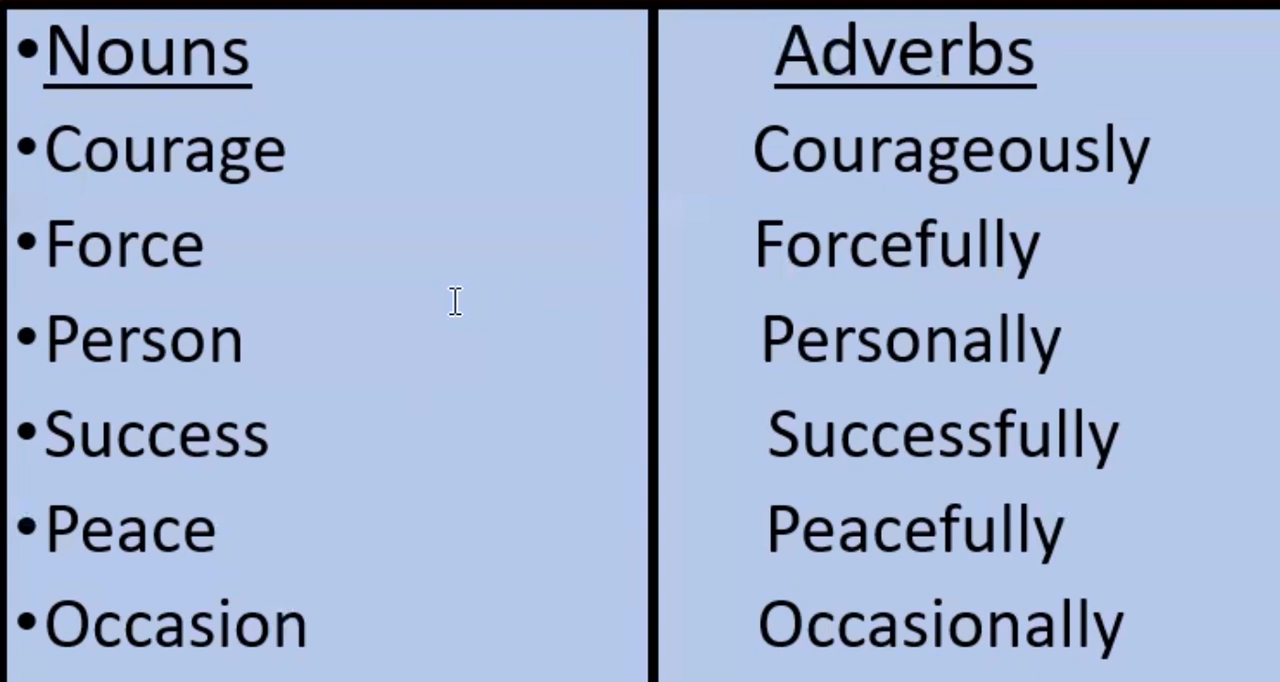 •Nouns Adverbs
•Courage Courageously
•Force Forcefully
•Person Personally
•Success Successfully
•Peace Peacefully
•Occasion Occasionally